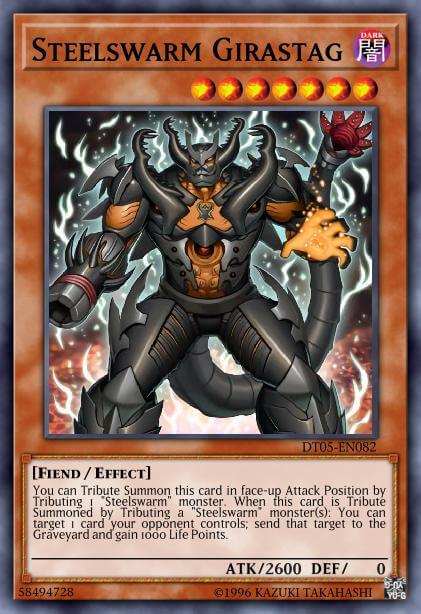 STEELSWARM GIRASTAG
DARK
闇
DT05-EN082
[FIEND / EFFECT]
You can Tribute Summon this card in face-up Attack Position by
Tributing 1 "Steelswarm" monster. When this card is Tribute
Summoned by Tributing a "Steelswarm" monster(s): You can
target 1 card your opponent controls; send that target to the
Graveyard and gain 1000 Life Points.
ATK/2600 DEF/ 0
58494728
©1996 KAZUKI TAKAHASHI